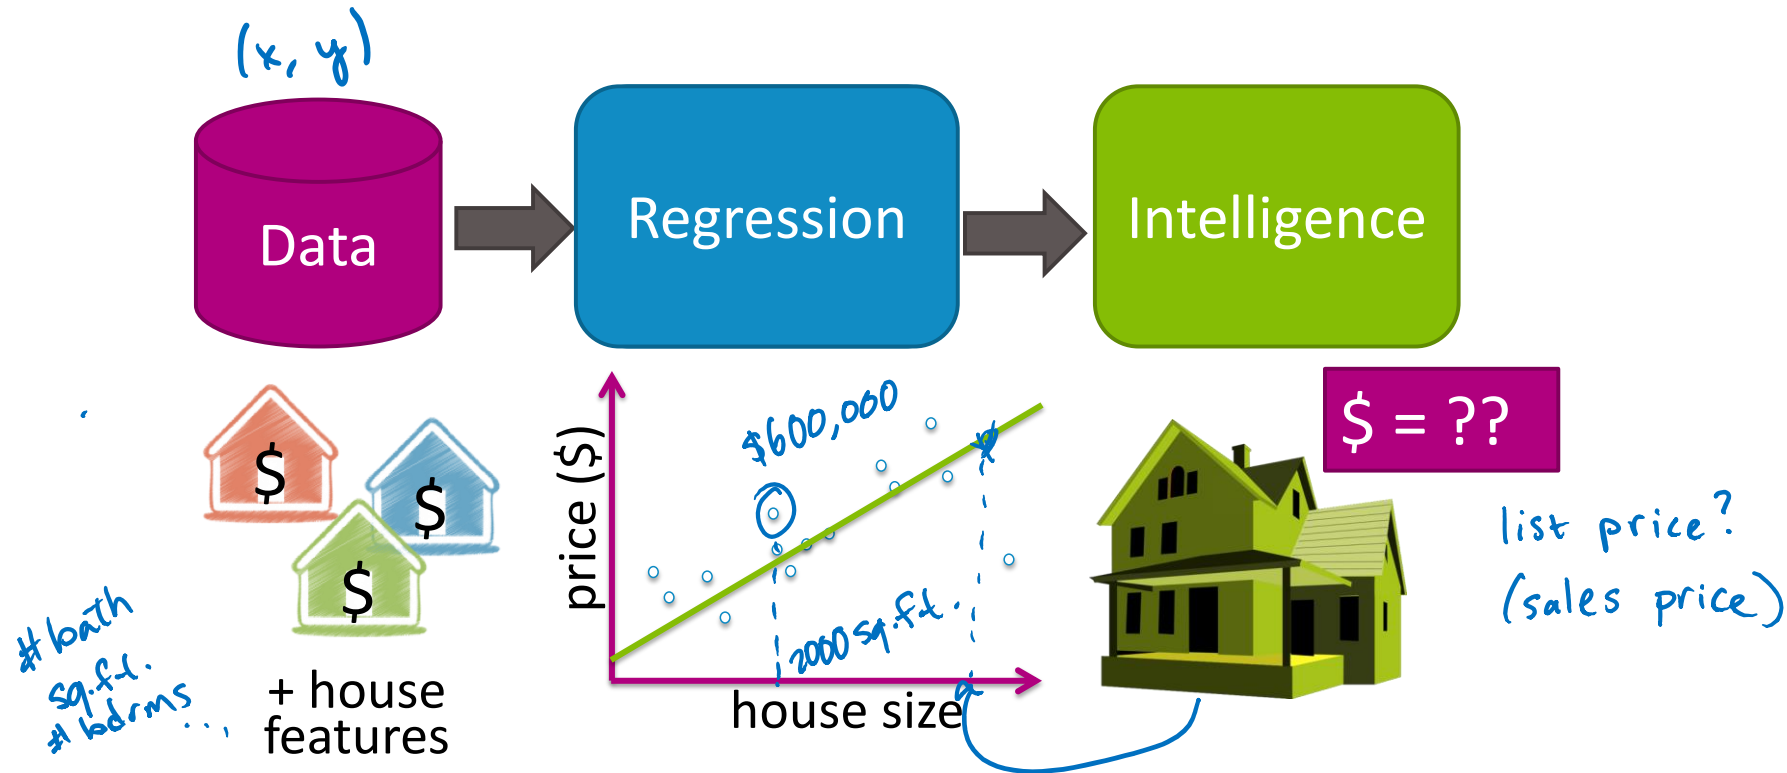 (x, y)
Data
Regression
Intelligence
$
$
$
+ house
features
# bath
sq.ft.
# bdrms
...
price ($)
$600,000
2000 sq.ft.
house size
$ = ??
list price?
(sales price)